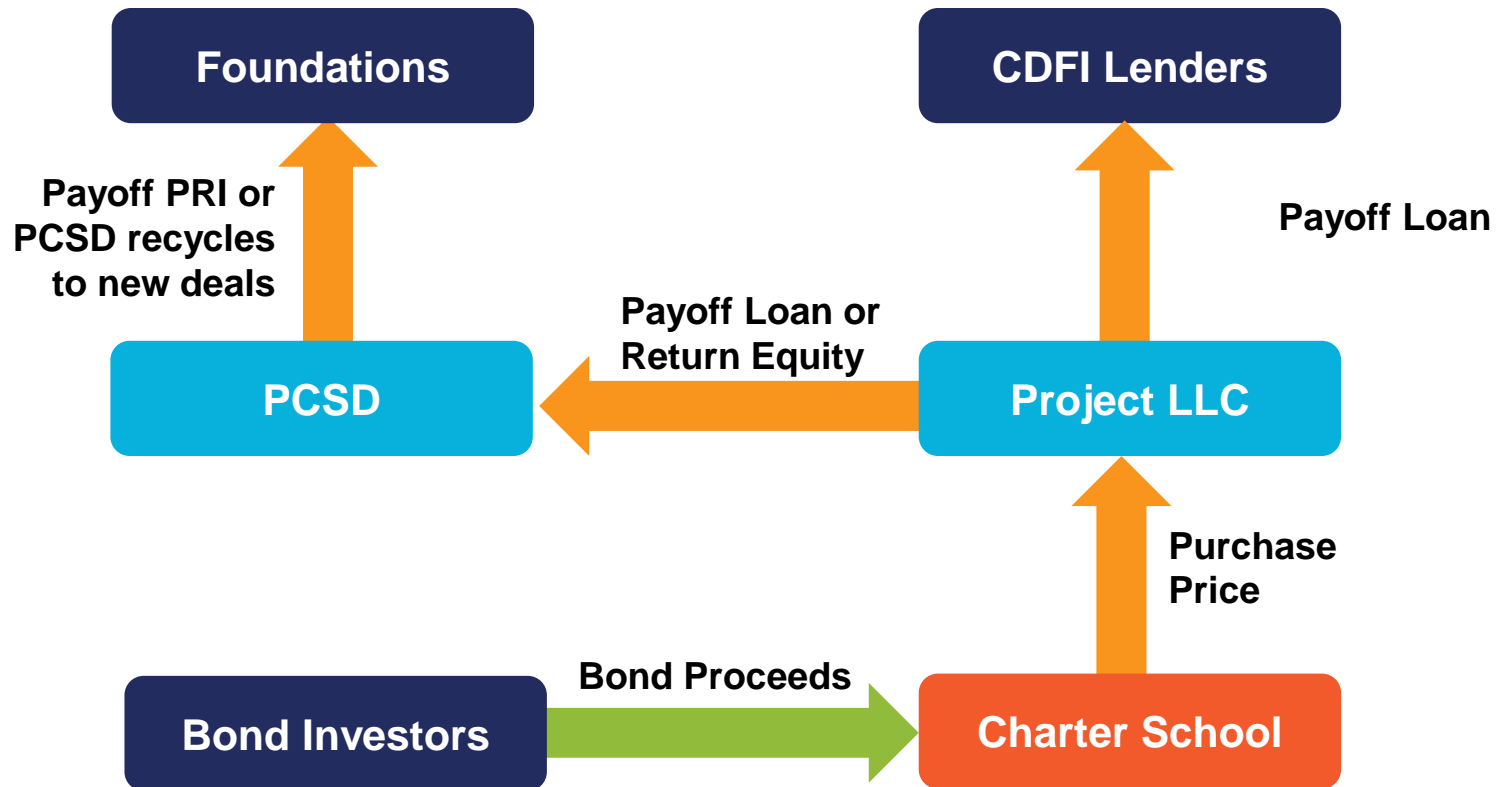 Foundations
CDFI Lenders
Payoff PRI or
PCSD recycles
to new deals
Payoff Loan
Payoff Loan or
Return Equity
PCSD
Project LLC
Purchase
Price
Bond Proceeds
Bond Investors
Charter School